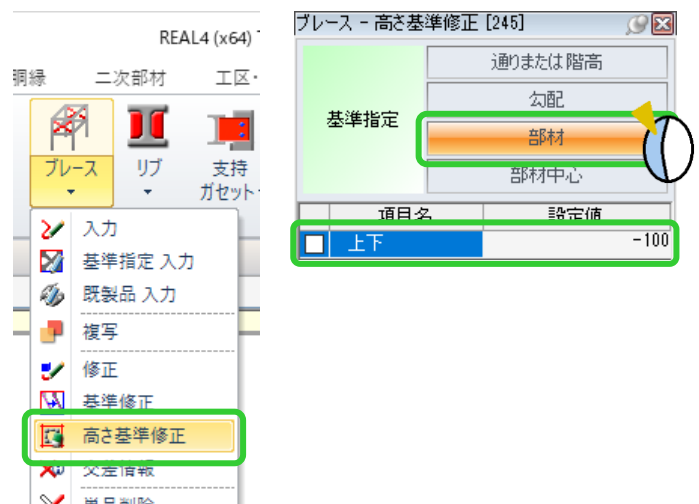 REAL4 (x64)
胴縁 二次部材 工区・
ブレース リブ 支持
ガセット
入力
基準指定 入力
既製品 入力
複写
修正
基準修正
高さ基準修正
交差情報
単品削除
ブレース - 高さ基準修正 [245]
基準指定
通りまたは階高
勾配
部材
部材中心
項目名 設定値
上下 -100